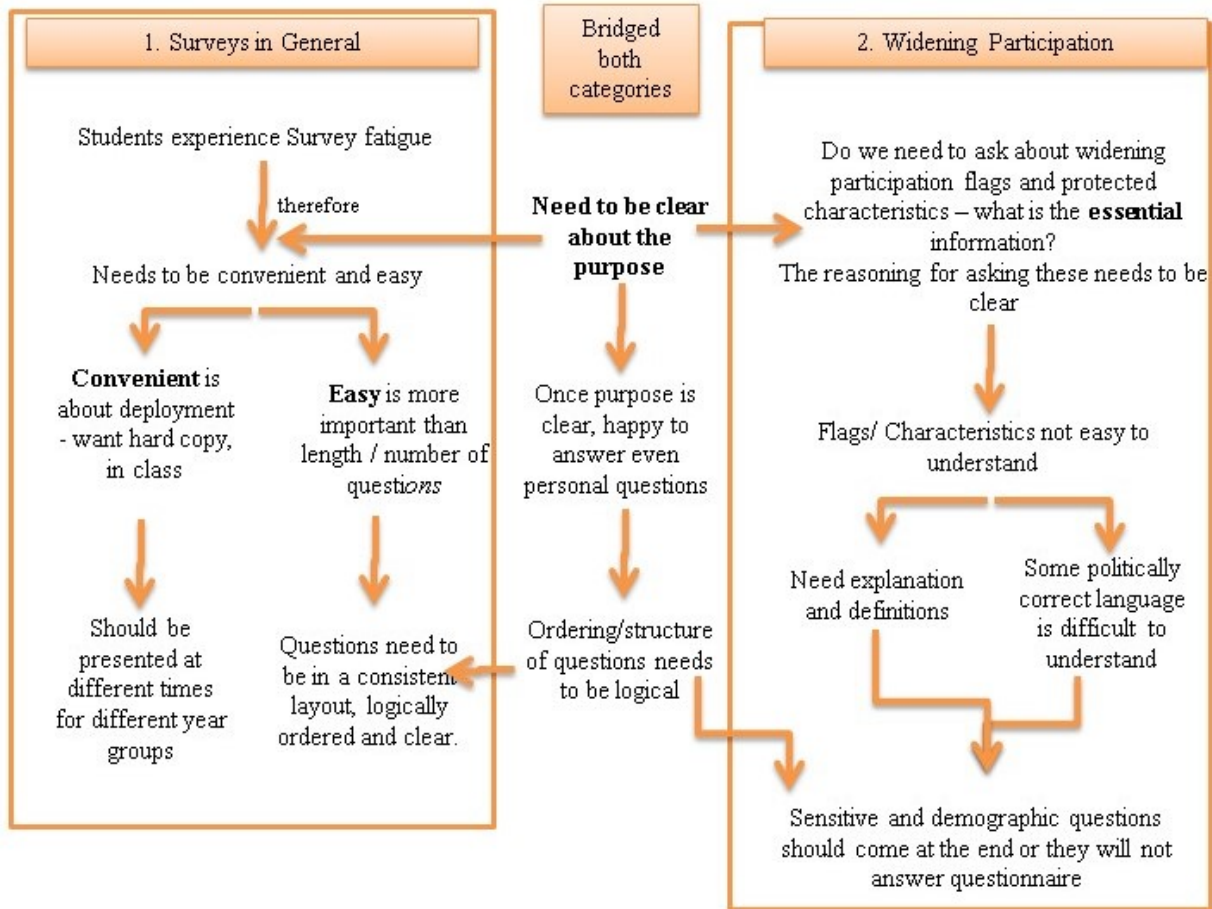 1. Surveys in General
Students experience Survey fatigue
therefore
Needs to be convenient and easy
Convenient is
about deployment
- want hard copy,
in class
Easy is more
important than
length / number of
questions
Should be
presented at
different times
for different year
groups
Questions need to
be in a consistent
layout, logically
ordered and clear.
Bridged
both
categories
Need to be clear
about the
purpose
Once purpose is
clear, happy to
answer even
personal questions
Ordering/structure
of questions needs
to be logical
2. Widening Participation
Do we need to ask about widening
participation flags and protected
characteristics – what is the essential
information?
The reasoning for asking these needs to be
clear
Flags/ Characteristics not easy to
understand
Need explanation
and definitions
Some politically
correct language
is difficult to
understand
Sensitive and demographic questions
should come at the end or they will not
answer questionnaire